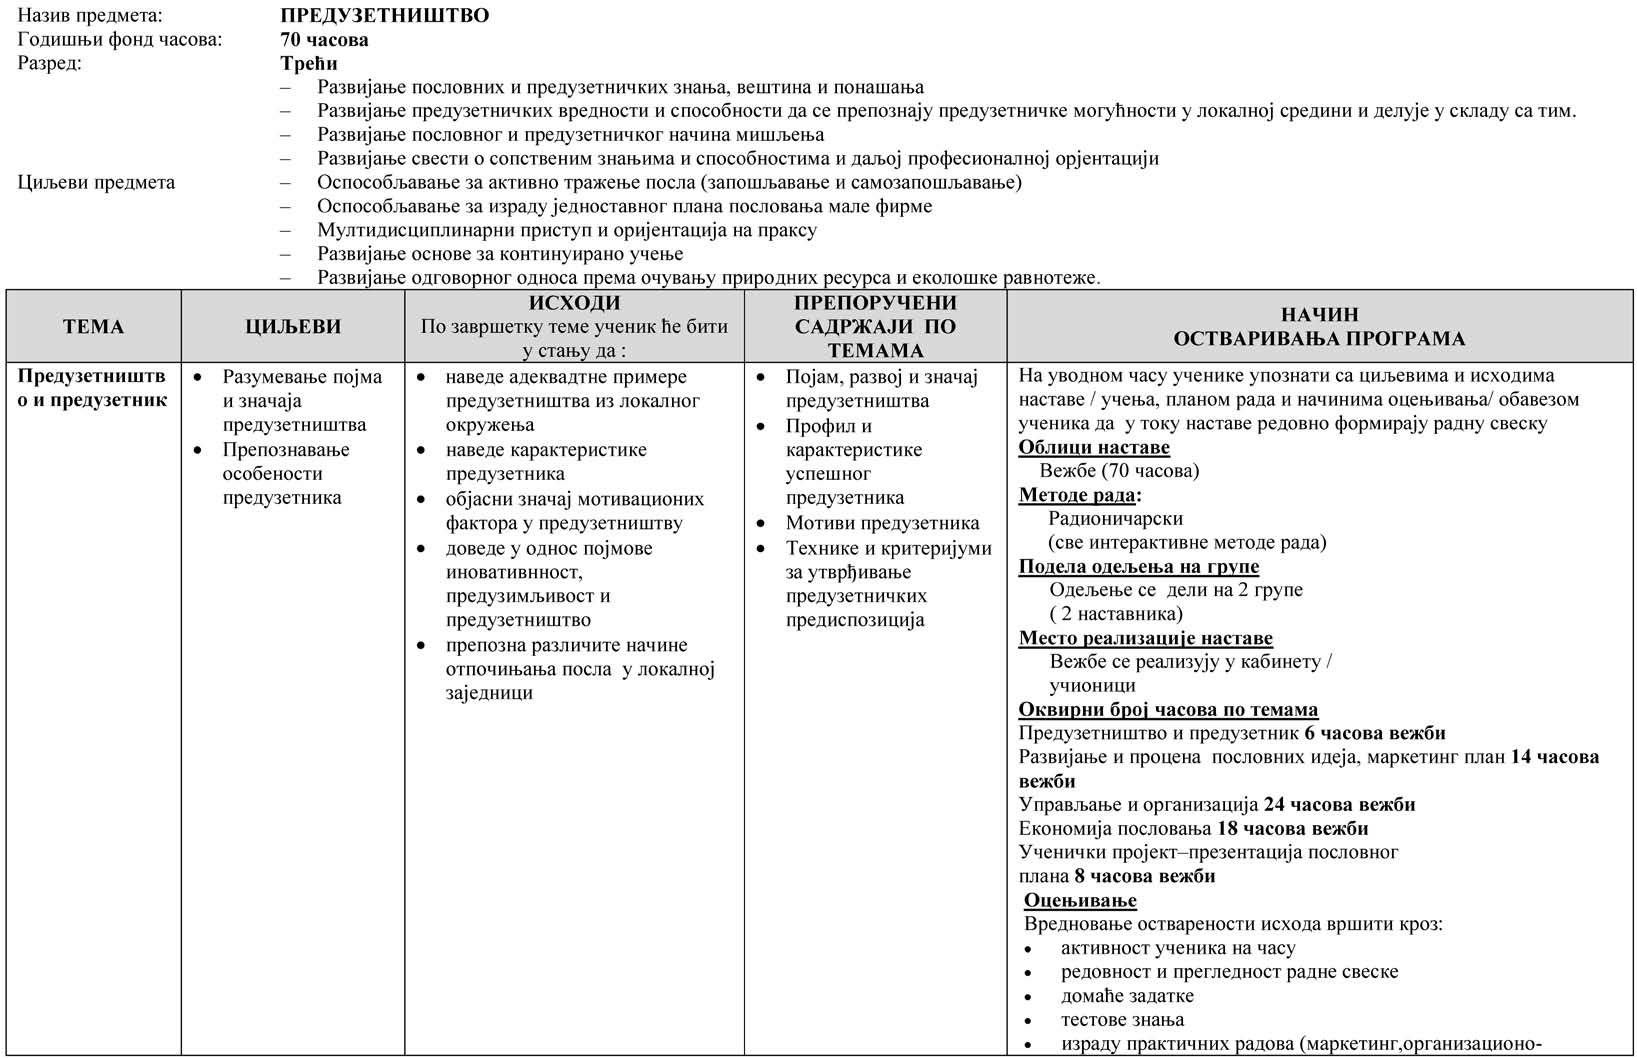 Назив предмета: ПРЕДУЗЕТНИШТВО
Годишњи фонд часова: 70 часова
Разред: Трећи
Циљеви предмета
– Развијање пословних и предузетничких знања, вештина и понашања
– Развијање предузетничких вредности и способности да се препознају предузетничке могућности у локалној средини и делује у складу са тим.
– Развијање пословног и предузетничког начина мишљења
– Развијање свести о сопственим знањима и способностима и даљој професионалној орјентацији
– Оспособљавање за активно тражење посла (запошљавање и самозапошљавање)
– Оспособљавање за израду једноставног плана пословања мале фирме
– Мултидисциплинарни приступ и оријентација на праксу
– Развијање основе за континуирано учење
– Развијање одговорног односа према очувању природних ресурса и еколошке равнотеже.
ТЕМА
ЦИЉЕВИ
ИСХОДИ
По завршетку теме ученик ће бити
у стању да :
ПРЕПОРУЧЕНИ
САДРЖАЈИ ПО
ТЕМАМА
НАЧИН
ОСТВАРИВАЊА ПРОГРАМА
Предузетништв
о и предузетник
• Разумевање појма
и значаја
предузетништва
• Препознавање
особености
предузетника
• наведе адеквадтне примере
предузетништва из локалног
окружења
• наведе карактеристике
предузетника
• објасни значај мотивационих
фактора у предузетништву
• доведе у однос појмове
иновативнност,
предузимљивост и
предузетништво
• препозна различите начине
отпочињања посла у локалној
заједници
• Појам, развој и значај
предузетништва
• Профил и
карактеристике
успешног
предузетника
• Мотиви предузетника
• Технике и критеријуми
за утврђивање
предузетничких
предиспозиција
На уводном часу ученике упознати са циљевима и исходима
наставе / учења, планом рада и начинима оцењивања/ обавезом
ученика да у току наставе редовно формирају радну свеску
Облици наставе
Вежбе (70 часова)
Методе рада:
Радионичарски
(све интерактивне методе рада)
Подела одељења на групе
Одељење се дели на 2 групе
( 2 наставника)
Место реализације наставе
Вежбе се реализују у кабинету /
учионици
Оквирни број часова по темама
Предузетништво и предузетник 6 часова вежби
Развијање и процена пословних идеја, маркетинг план 14 часова
вежби
Управљање и организација 24 часова вежби
Економија пословања 18 часова вежби
Ученички пројект–презентација пословног
плана 8 часова вежби
Оцењивање
Вредновање остварености исхода вршити кроз:
• активност ученика на часу
• редовност и прегледност радне свеске
• домаће задатке
• тестове знања
• израду практичних радова (маркетинг,организационо-